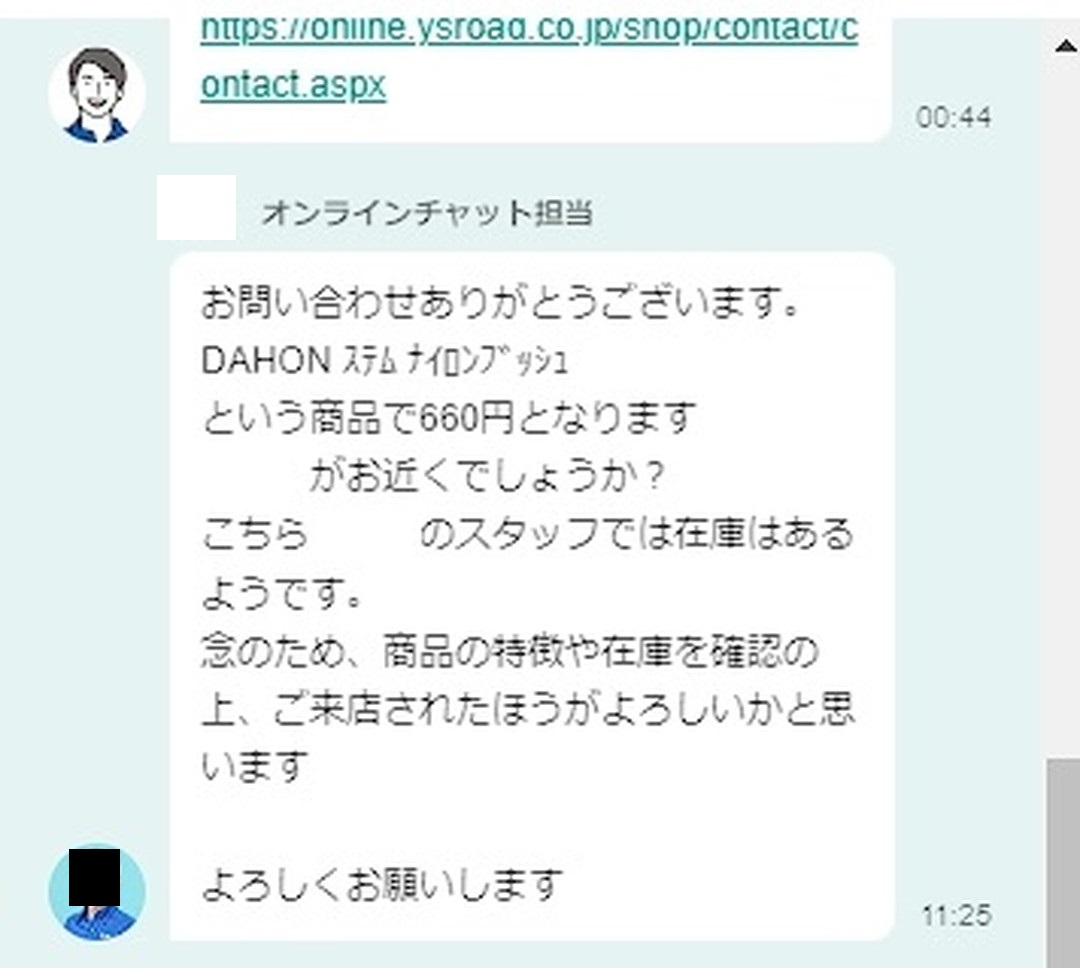 https://online.ysroad.co.jp/shop/contact/c
ontact.aspx
00:44
オンラインチャット担当
お問い合わせありがとうございます。
DAHON ｽﾃﾑ ﾅｲﾛﾝﾌﾞｯｼｭ
という商品で660円となります
がお近くでしょうか？
こちら のスタッフでは在庫はある
ようです。
念のため、商品の特徴や在庫を確認の
上、ご来店されたほうがよろしいかと思
います
よろしくお願いします
11:25